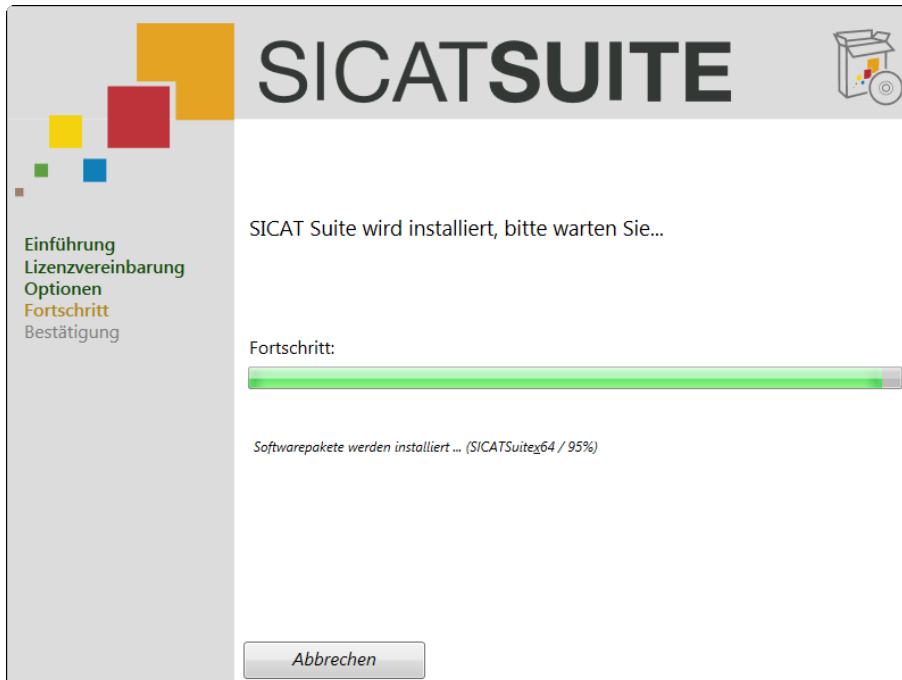 SICATSUITE
Einführung
Lizenzvereinbarung
Optionen
Fortschritt
Bestätigung
SICAT Suite wird installiert, bitte warten Sie...
Fortschritt:
Softwarepakete werden installiert ... (SICATSuitex64 / 95%)
Abbrechen